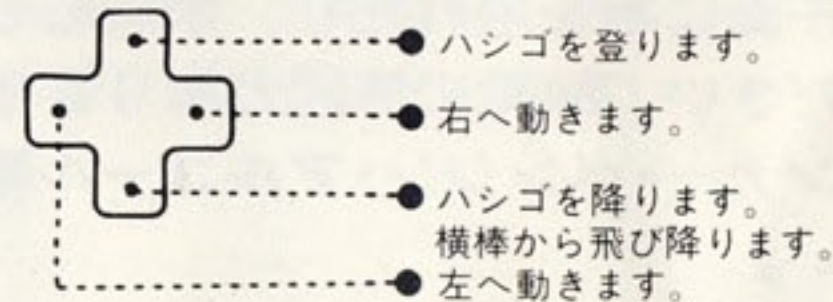 ハシゴを登ります。
右へ動きます。
ハシゴを降ります。
横棒から飛び降ります。
左へ動きます。